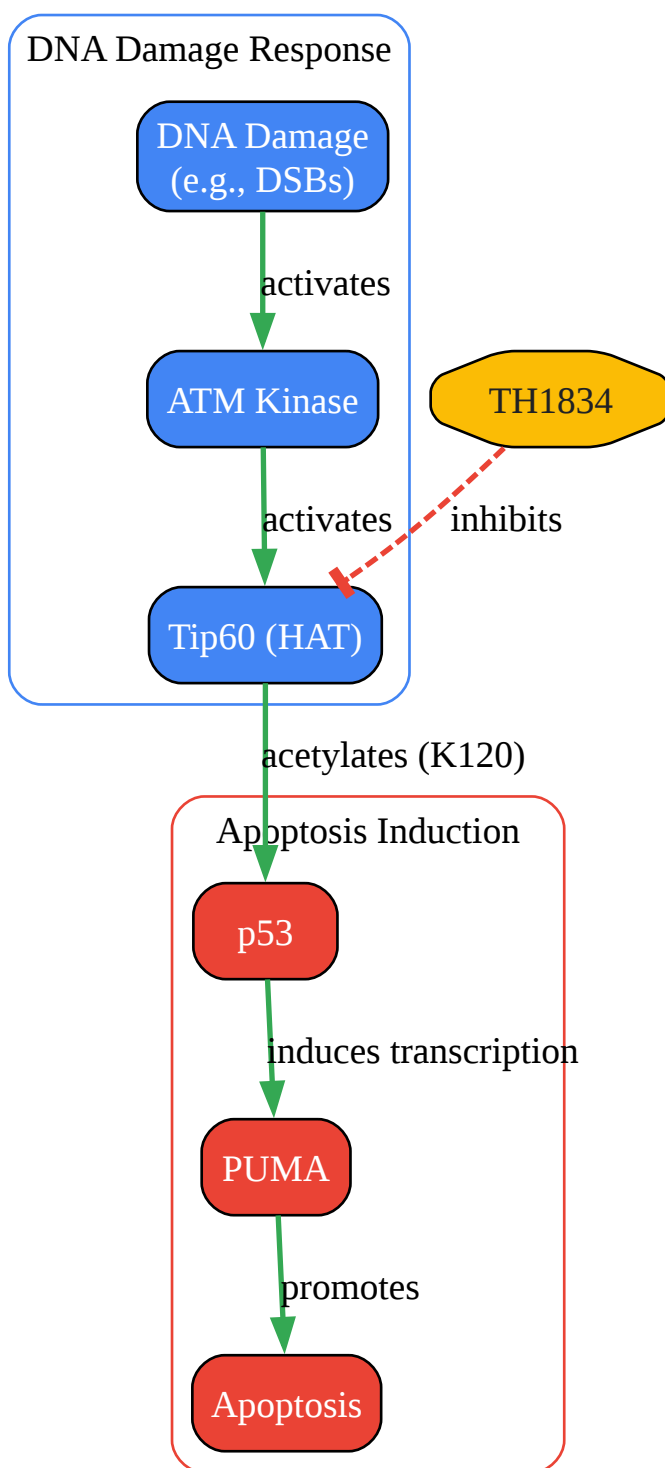 DNA Damage Response
DNA Damage
(e.g., DSBs)
activates
ATM Kinase
TH1834
activates
inhibits
Tip60 (HAT)
acetylates (K120)
Apoptosis Induction
p53
induces transcription
PUMA
promotes
Apoptosis